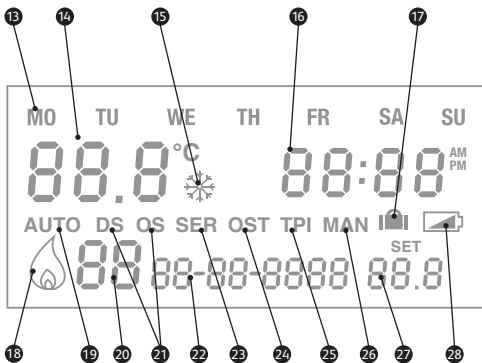 13 14 15 16 17
MO TU WE TH FR SA SU
88.8°C 88:88 AM
PM
AUTO DS OS SER OST TPI MAN
SET
88 88-88-8888 88.8
18 19 20 21 22 23 24 25 26 27 28